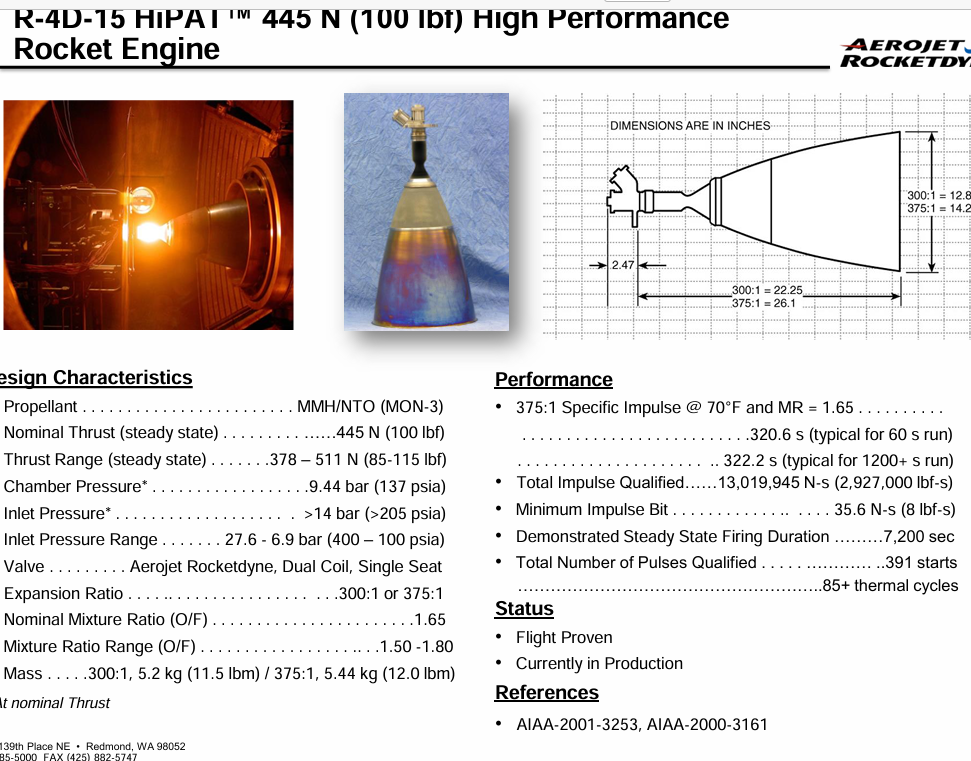 R-4D-15 HiPAT™ 445 N (100 lbf) High Performance
Rocket Engine
AEROJET
ROCKETDY
DIMENSIONS ARE IN INCHES
300:1 = 12.8
375:1 = 14.2
2.47
300:1 = 22.25
375:1 = 26.1
esign Characteristics
Propellant . . . . . . . . . . . . . . . . . . . . . . . . MMH/NTO (MON-3)
Nominal Thrust (steady state) . . . . . . . . . ……445 N (100 lbf)
Thrust Range (steady state) . . . . . . .378 – 511 N (85-115 lbf)
Chamber Pressure* . . . . . . . . . . . . . . . . . .9.44 bar (137 psia)
Inlet Pressure* . . . . . . . . . . . . . . . . . . . . . >14 bar (>205 psia)
Inlet Pressure Range . . . . . . . 27.6 - 6.9 bar (400 – 100 psia)
Valve . . . . . . . . . Aerojet Rocketdyne, Dual Coil, Single Seat
Expansion Ratio . . . . .. . . . . . . . . . . . . . . . . . .300:1 or 375:1
Nominal Mixture Ratio (O/F) . . . . . . . . . . . . . . . . . . . . . . .1.65
Mixture Ratio Range (O/F) . . . . . . . . . . . . . . . . . .. . .1.50 -1.80
Mass . . . . .300:1, 5.2 kg (11.5 lbm) / 375:1, 5.44 kg (12.0 lbm)
At nominal Thrust
139th Place NE • Redmond, WA 98052
85-5000 FAX (425) 882-5747
Performance
• 375:1 Specific Impulse @ 70°F and MR = 1.65 . . . . . . . . . .
. . . . . . . . . . . . . . . . . . . . . . . . . .320.6 s (typical for 60 s run)
. . . . . . . . . . . . . . . . . . . . . .. 322.2 s (typical for 1200+ s run)
• Total Impulse Qualified……13,019,945 N-s (2,927,000 lbf-s)
• Minimum Impulse Bit . . . . . . . . . . . . .. . . . . 35.6 N-s (8 lbf-s)
• Demonstrated Steady State Firing Duration ………7,200 sec
• Total Number of Pulses Qualified . . . . . ………… ..391 starts
…………………………………………………..85+ thermal cycles
Status
• Flight Proven
• Currently in Production
References
• AIAA-2001-3253, AIAA-2000-3161